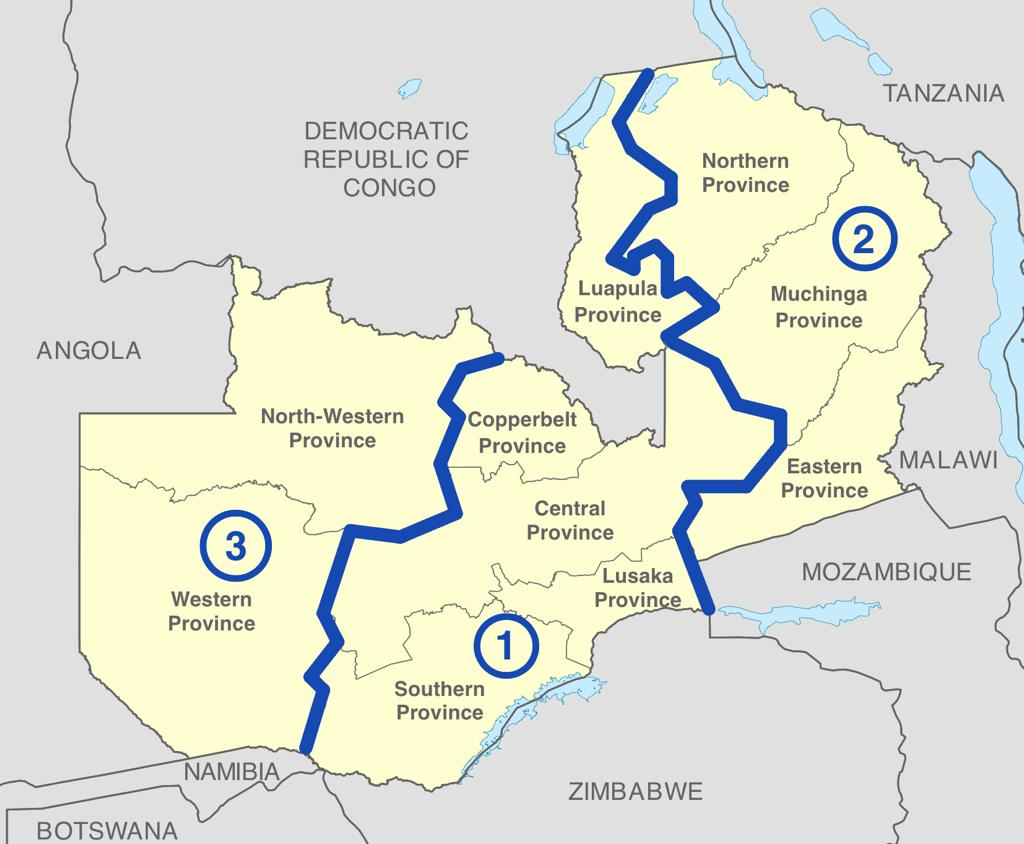 TANZANIA
DEMOCRATIC
REPUBLIC OF
CONGO
Northern
Province
2
Luapula
Province
Muchinga
Province
ANGOLA
North-Western
Province
Copperbelt
Province
Eastern
Province
MALAWI
Central
Province
3
Western
Province
Lusaka
Province
MOZAMBIQUE
1
Southern
Province
NAMIBIA
ZIMBABWE
BOTSWANA